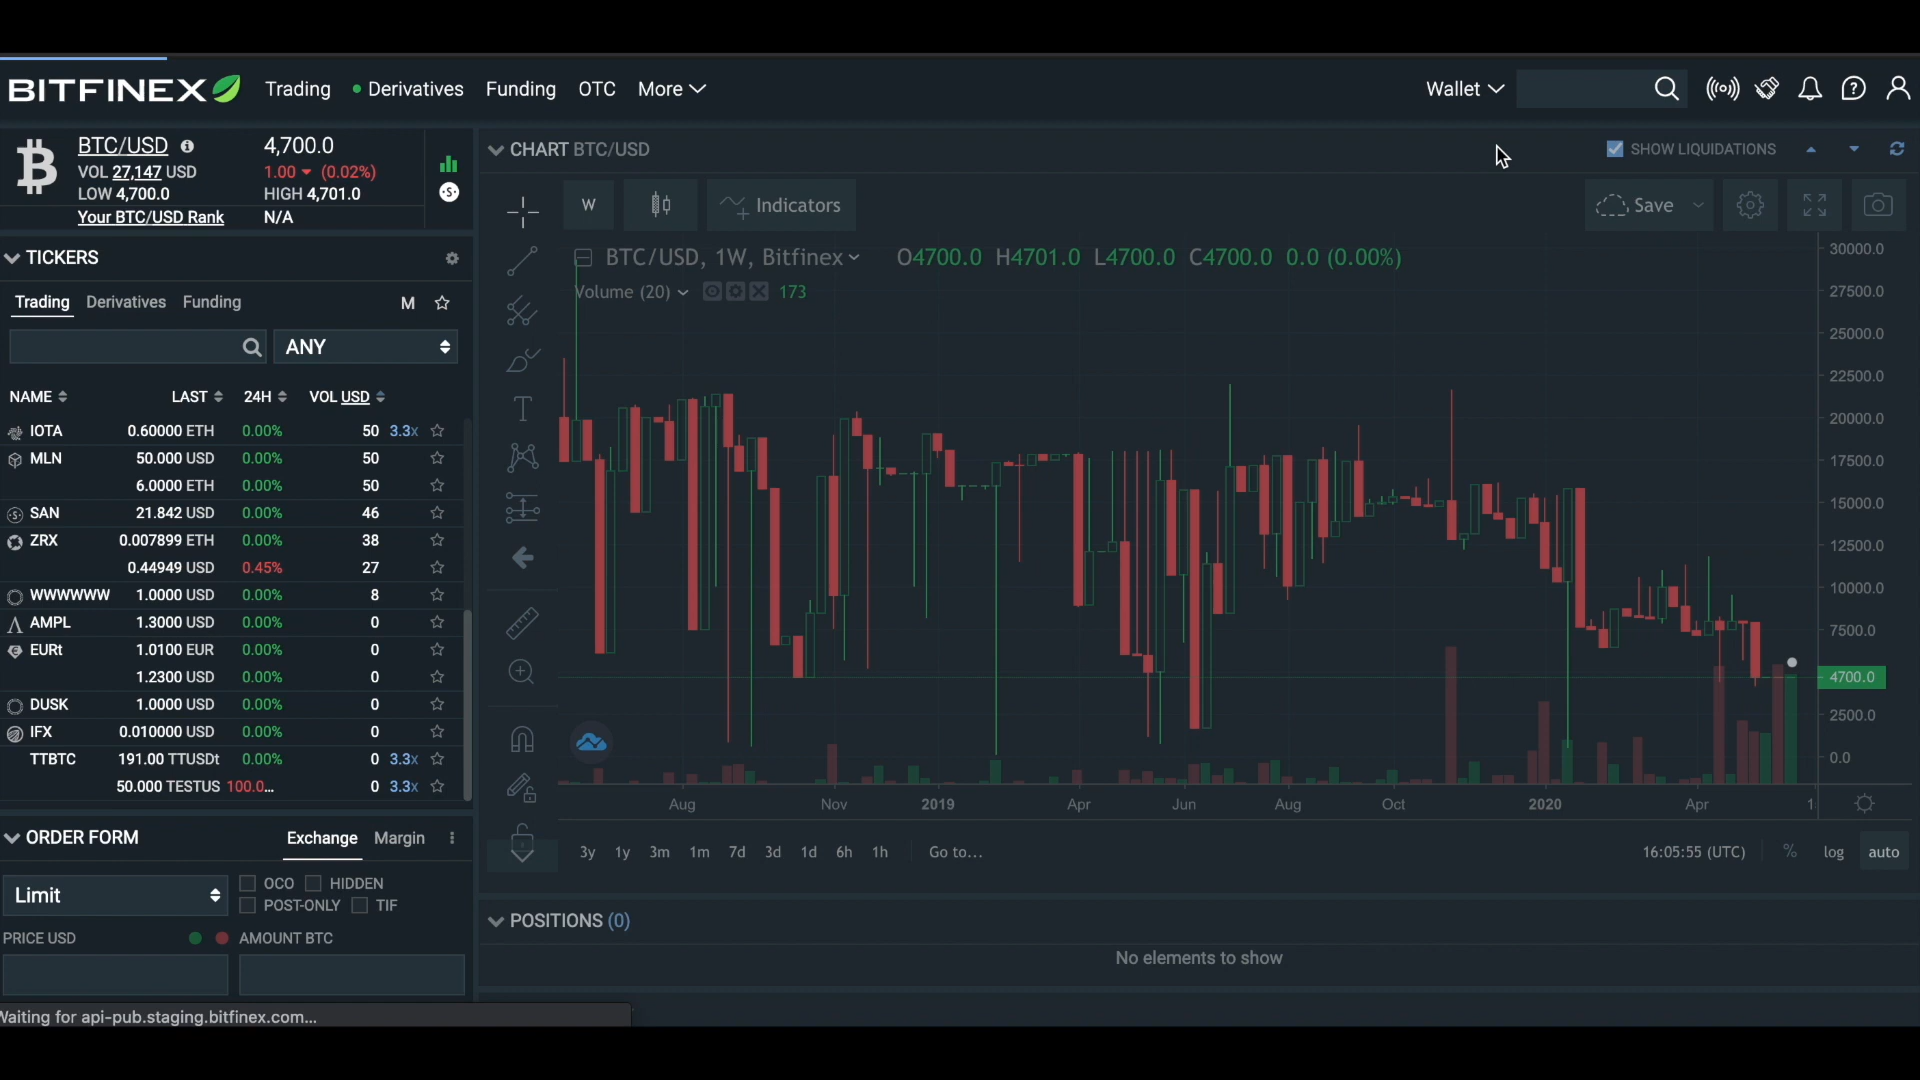 BITFINEX Trading Derivatives Funding OTC More Wallet
BTC/USD 4,700.0
VOL 27,147 USD 1.00 (0.02%)
LOW 4,700.0 HIGH 4,701.0
Your BTC/USD Rank N/A
TICKERS
Trading Derivatives Funding M
ANY
NAME LAST 24H VOL USD
IOTA 0.60000 ETH 0.00% 50 3.3x
MLN 50.000 USD 0.00% 50
6.0000 ETH 0.00% 50
SAN 21.842 USD 0.00% 46
ZRX 0.007899 ETH 0.00% 38
0.44949 USD 0.45% 27
WWWWWW 1.0000 USD 0.00% 8
AMPL 1.3000 USD 0.00% 0
EURt 1.0100 EUR 0.00% 0
1.2300 USD 0.00% 0
DUSK 1.0000 USD 0.00% 0
IFX 0.010000 USD 0.00% 0
TTBTC 191.00 TTUSDt 0.00% 0 3.3x
50.000 TESTUS 100.0... 0 3.3x
ORDER FORM Exchange Margin
Limit OCO HIDDEN
POST-ONLY TIF
PRICE USD AMOUNT BTC
Waiting for api-pub.staging.bitfinex.com...
CHART BTC/USD SHOW LIQUIDATIONS
W Indicators Save
BTC/USD, 1W, Bitfinex O4700.0 H4701.0 L4700.0 C4700.0 0.0 (0.00%)
Volume (20) 173
30000.0
27500.0
25000.0
22500.0
20000.0
17500.0
15000.0
12500.0
10000.0
7500.0
4700.0
2500.0
0.0
Aug Nov 2019 Apr Jun Aug Oct 2020 Apr 1
3y 1y 3m 1m 7d 3d 1d 6h 1h Go to... 16:05:55 (UTC) % log auto
POSITIONS (0)
No elements to show